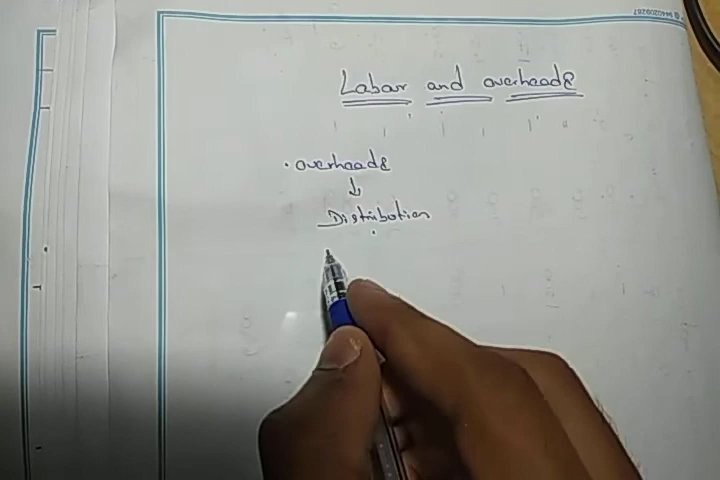 Labour and overheads
. overheads
↓
Distribution